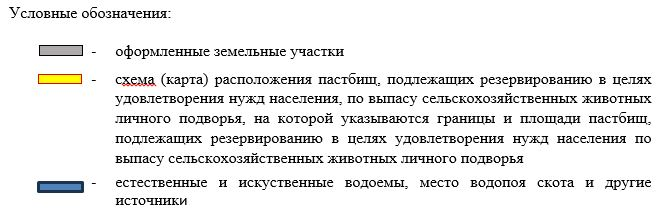 Условные обозначения:
- оформленные земельные участки
- схема (карта) расположения пастбищ, подлежащих резервированию в целях
удовлетворения нужд населения, по выпасу сельскохозяйственных животных
личного подворья, на которой указываются границы и площади пастбищ,
подлежащих резервированию в целях удовлетворения нужд населения по
выпасу сельскохозяйственных животных личного подворья
- естественные и искуственные водоемы, место водопоя скота и другие
источники